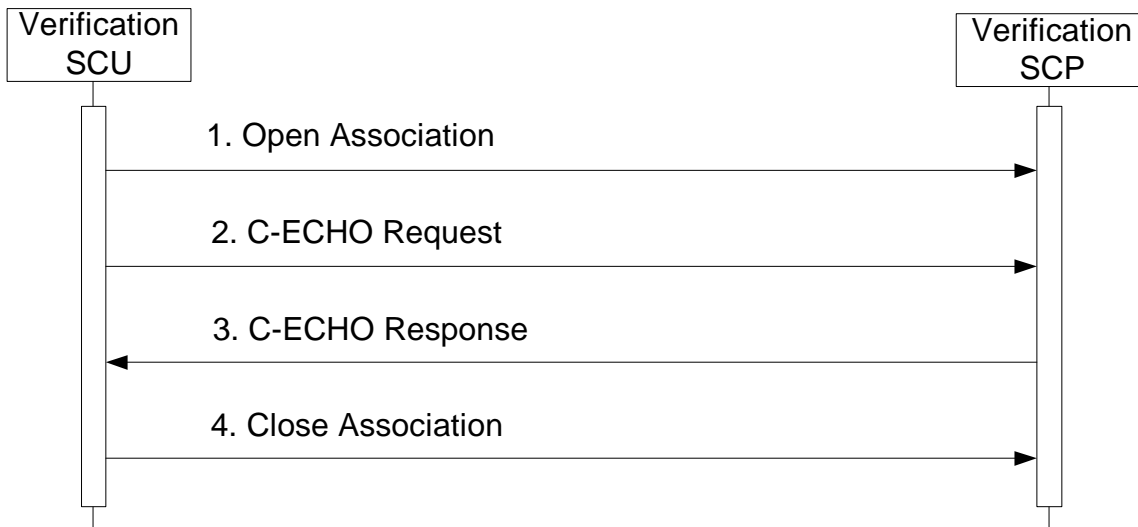 Verification
SCU
Verification
SCP
1. Open Association
2. C-ECHO Request
3. C-ECHO Response
4. Close Association